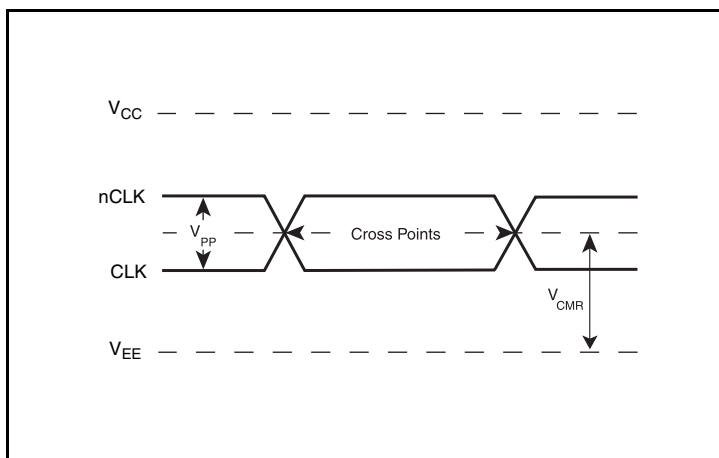 VCC
nCLK
VPP
Cross Points
CLK
VCMR
VEE